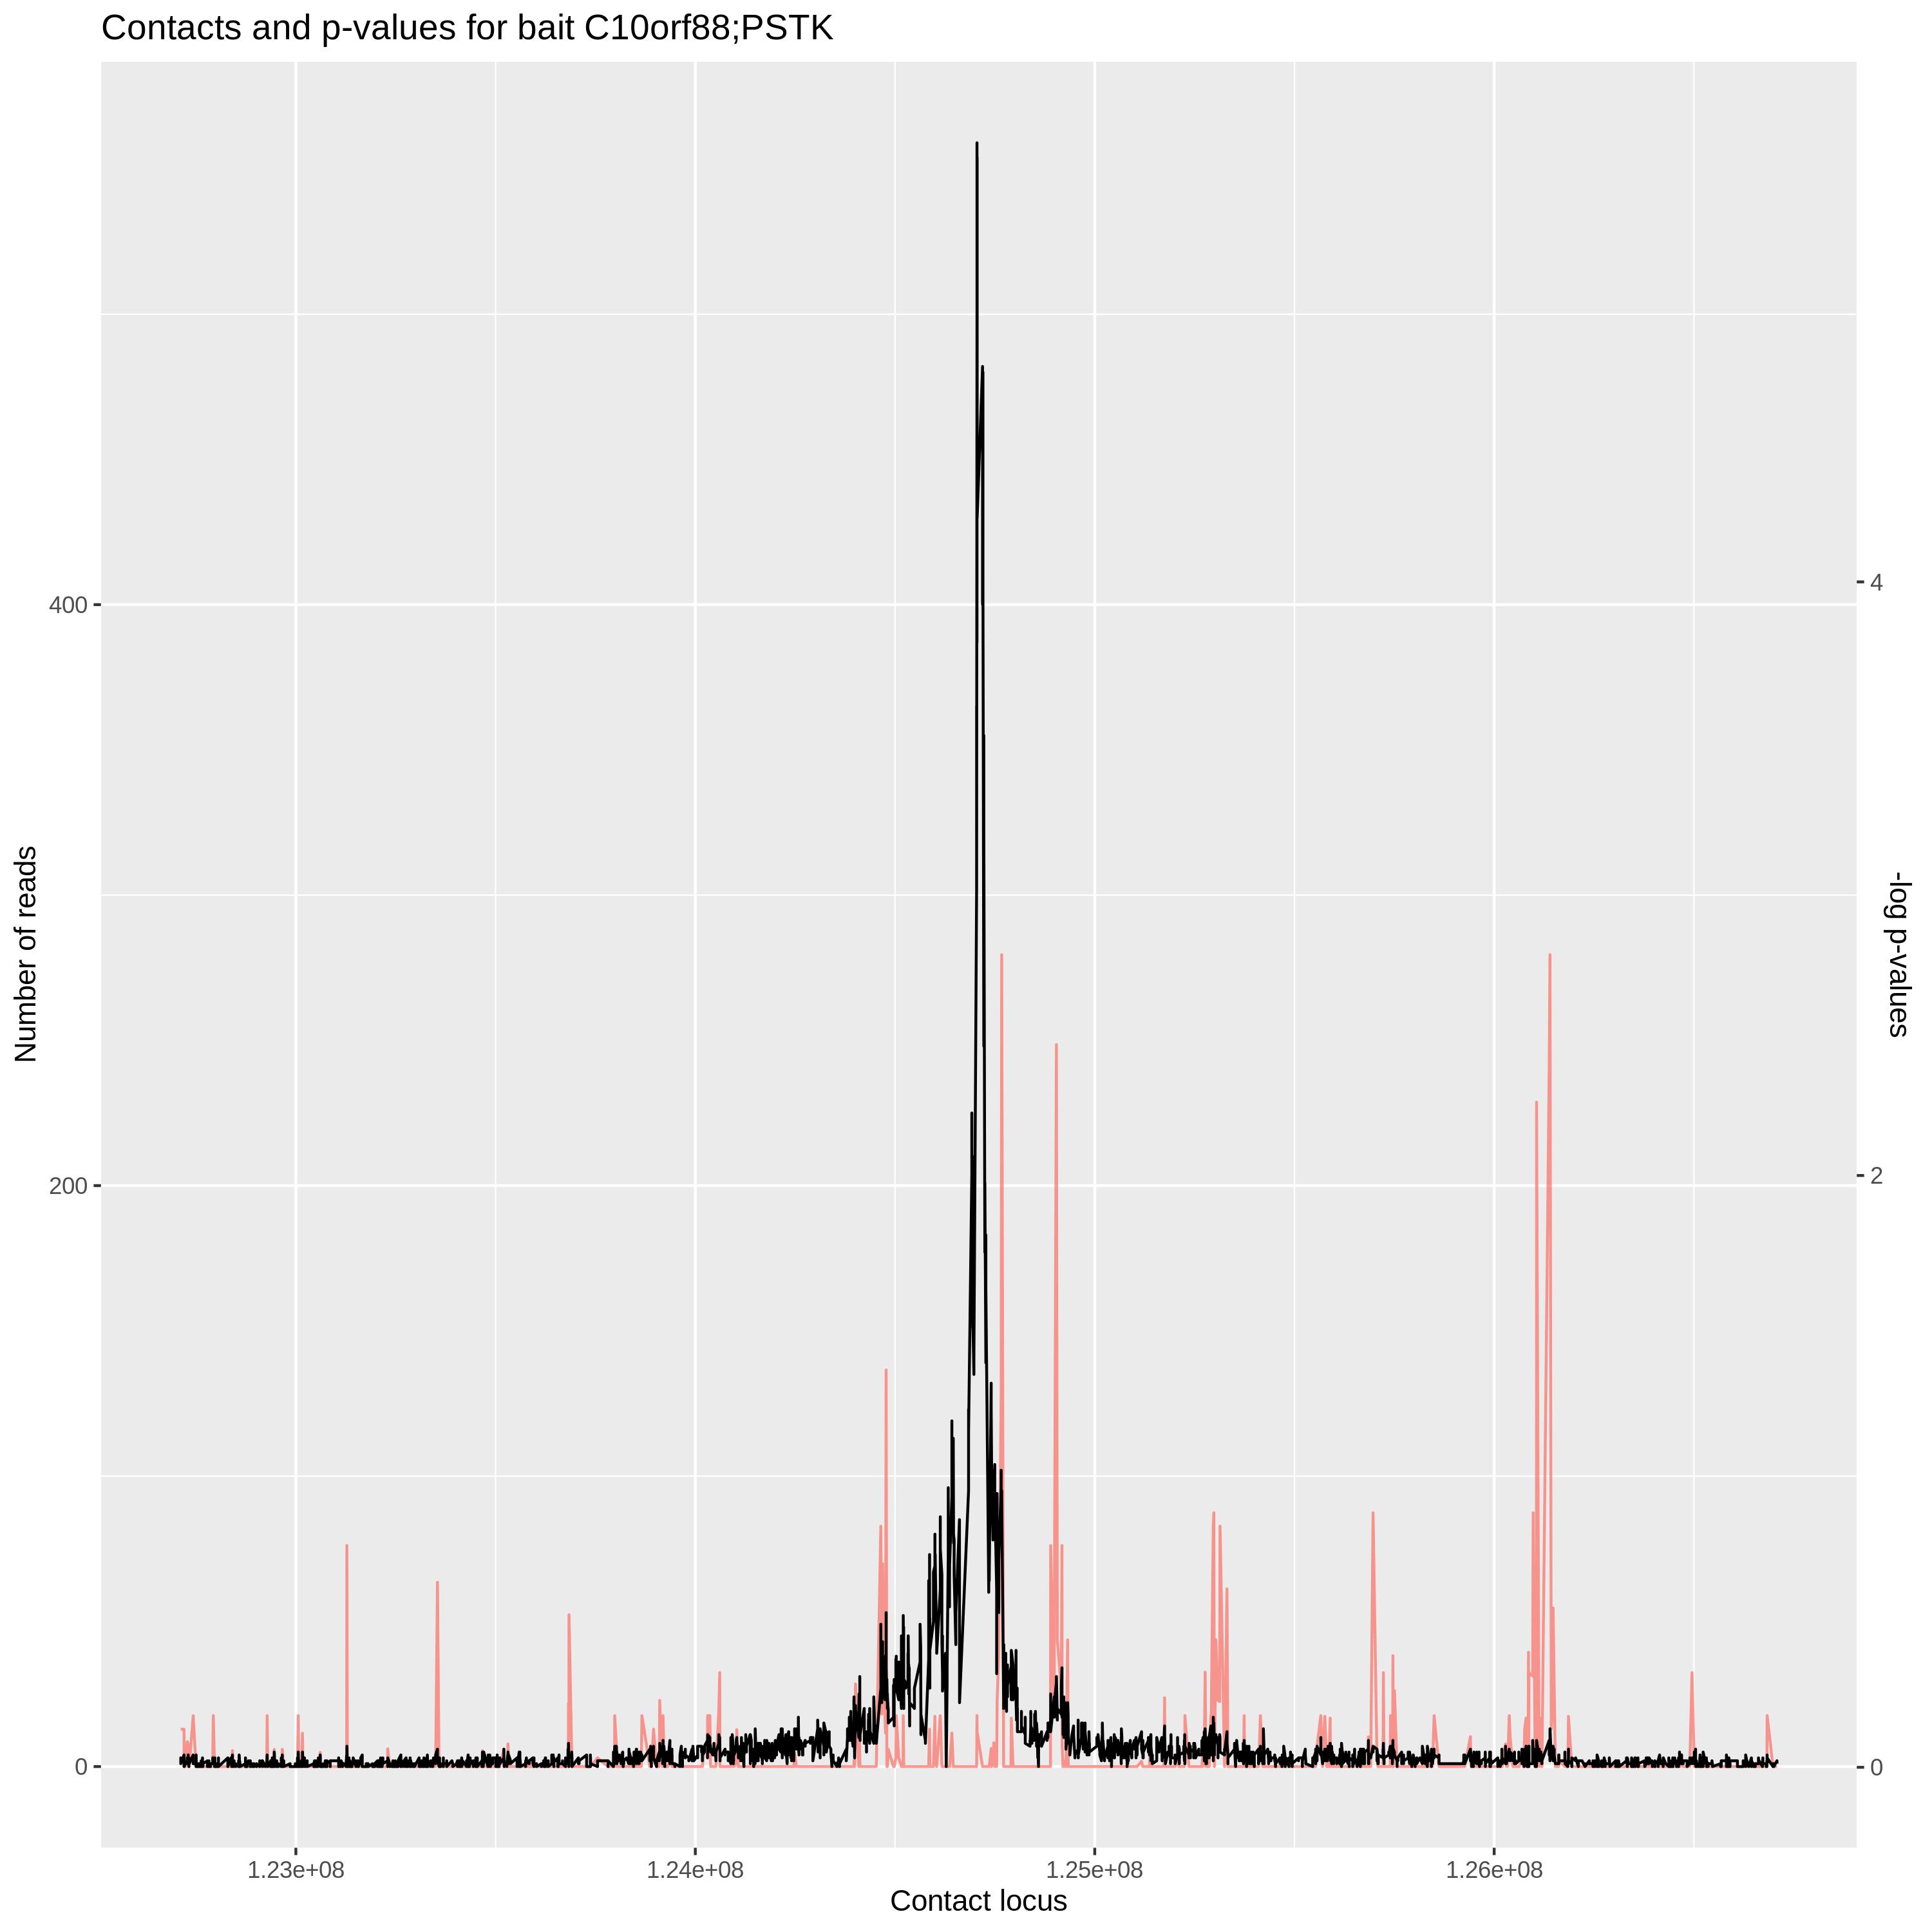 Contacts and p-values for bait C10orf88;PSTK
Number of reads
400
200
0
-log p-values
4
2
0
1.23e+08
1.24e+08
1.25e+08
1.26e+08
Contact locus